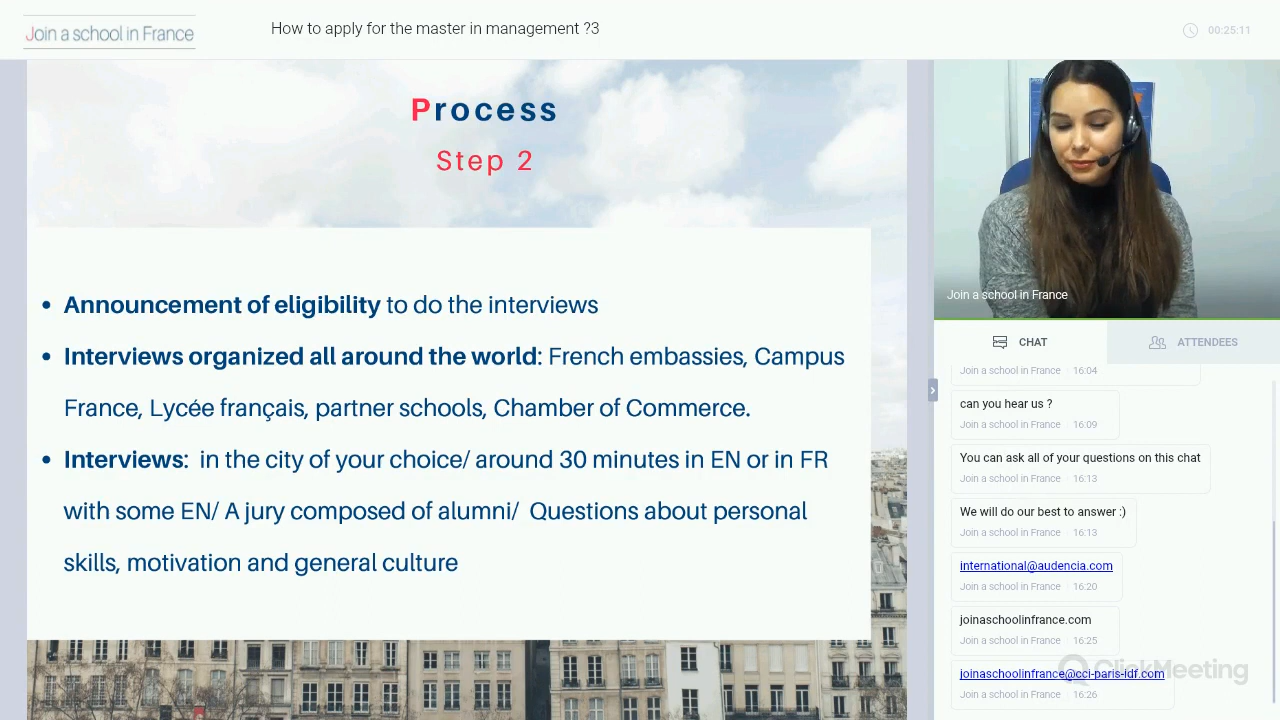 Join a school in France
How to apply for the master in management ?3
00:25:11
Process
Step 2
• Announcement of eligibility to do the interviews
• Interviews organized all around the world: French embassies, Campus
France, Lycée français, partner schools, Chamber of Commerce.
• Interviews: in the city of your choice/ around 30 minutes in EN or in FR
with some EN/ A jury composed of alumni/ Questions about personal
skills, motivation and general culture
Join a school in France
CHAT
ATTENDEES
Join a school in France · 16:04
can you hear us ?
Join a school in France · 16:09
You can ask all of your questions on this chat
Join a school in France · 16:13
We will do our best to answer :)
Join a school in France · 16:13
international@audencia.com
Join a school in France · 16:20
joinaschoolinfrance.com
Join a school in France · 16:25
joinaschoolinfrance@cci-paris-idf.com
Join a school in France · 16:26
ClickMeeting